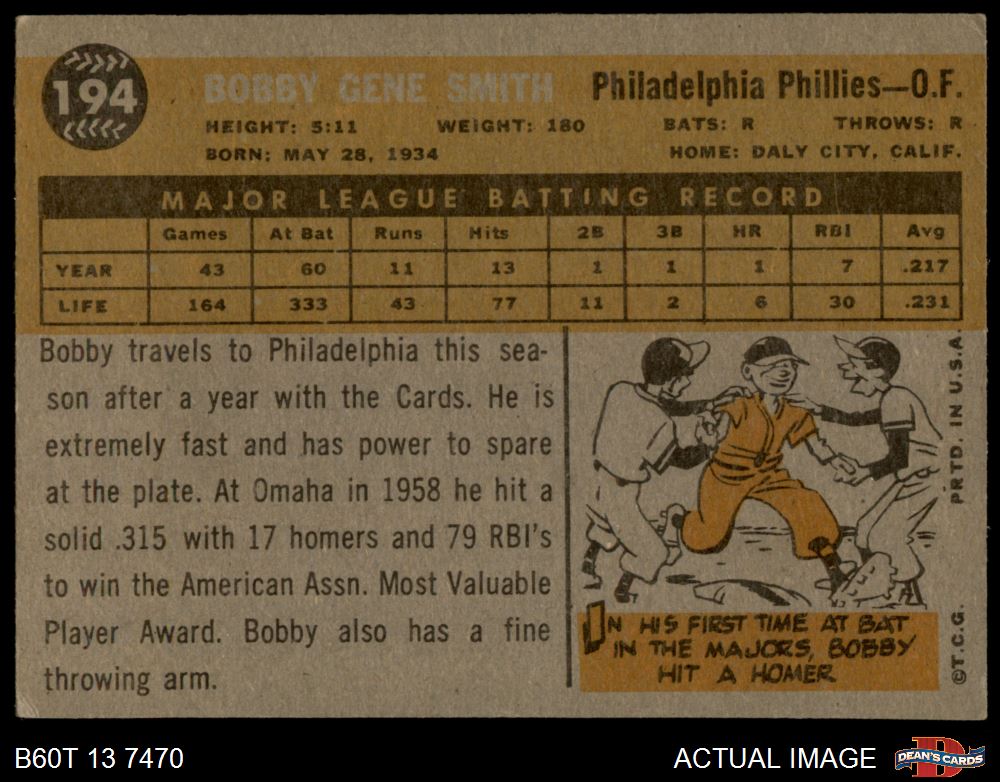 194
BOBBY GENE SMITH
Philadelphia Phillies—O.F.
HEIGHT: 5:11 WEIGHT: 180 BATS: R THROWS: R
BORN: MAY 28, 1934 HOME: DALY CITY, CALIF.
MAJOR LEAGUE BATTING RECORD
Games At Bat Runs Hits 2B 3B HR RBI Avg
YEAR 43 60 11 13 1 1 1 7 .217
LIFE 164 333 43 77 11 2 6 30 .231
Bobby travels to Philadelphia this sea-
son after a year with the Cards. He is
extremely fast and has power to spare
at the plate. At Omaha in 1958 he hit a
solid .315 with 17 homers and 79 RBI's
to win the American Assn. Most Valuable
Player Award. Bobby also has a fine
throwing arm.
IN HIS FIRST TIME AT BAT
IN THE MAJORS, BOBBY
HIT A HOMER
©T.C.G. PRTD. IN U.S.A.
B60T 13 7470
ACTUAL IMAGE
D
DEAN'S CARDS